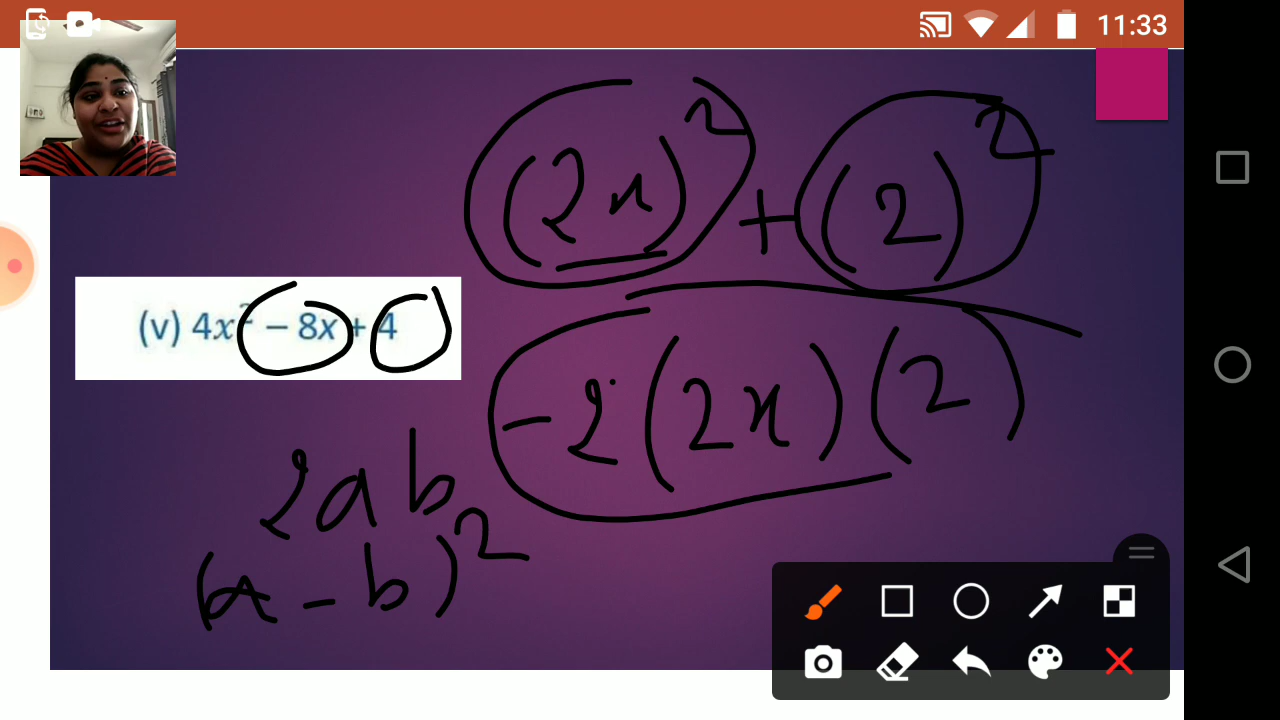 11:33
(2x)² + (2)²
(v) 4x² − 8x + 4
-2(2x)(2)
2ab
(a-b)²